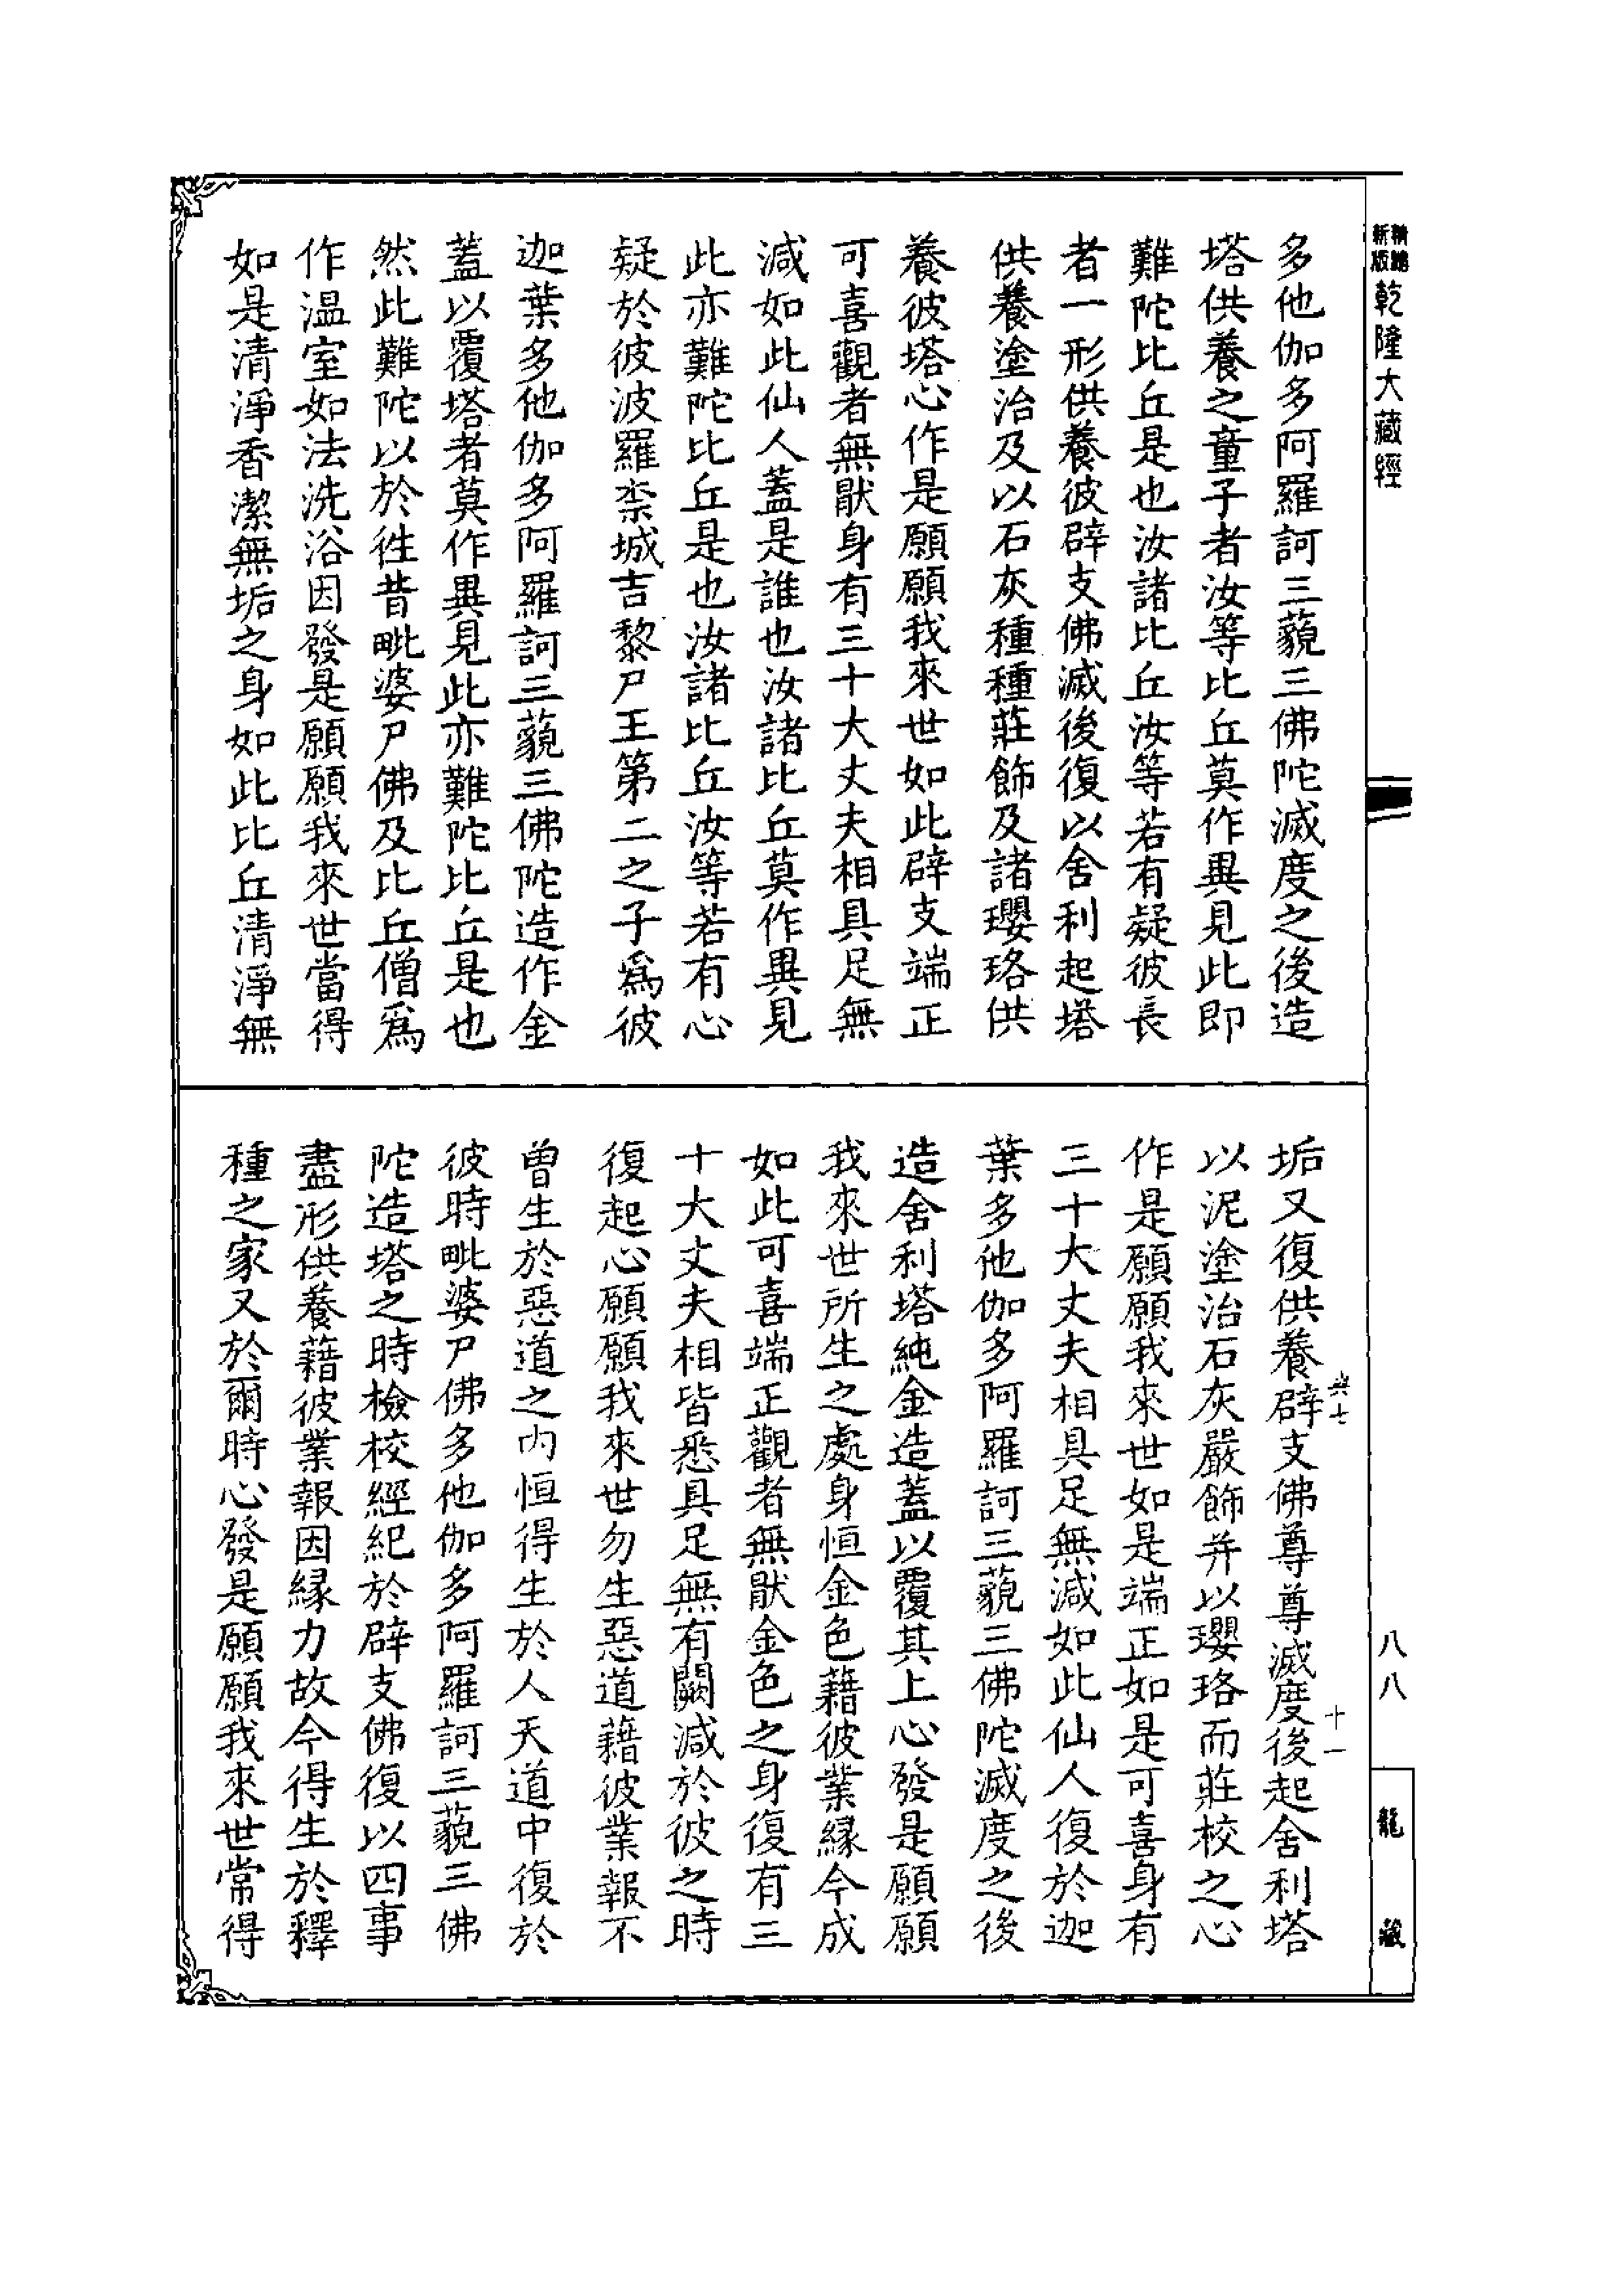 新版
乾隆大藏經
多他伽多阿羅訶三藐三佛陀滅度之後造
塔供養之童子者汝等比丘莫作異見此即
難陀比丘是也汝諸比丘汝等若有疑彼長
者一形供養彼辟支佛滅後復以舍利起塔
供養塗治及以石灰種種莊飾及諸瓔珞供
養彼塔心作是願願我來世如此辟支端正
可喜觀者無猒身有三十大丈夫相具足無
減如此仙人蓋是誰也汝諸比丘莫作異見
此亦難陀比丘是也汝諸比丘汝等若有心
疑於彼波羅柰城吉黎尸王第二之子爲彼
迦葉多他伽多阿羅訶三藐三佛陀造作金
蓋以覆塔者莫作異見此亦難陀比丘是也
然此難陀以於徃昔毗婆尸佛及比丘僧爲
作温室如法洗浴因發是願願我來世當得
如是清淨香潔無垢之身如此比丘清淨無
垢又復供養辟支佛尊尊滅度後起舍利塔
以泥塗治石灰嚴飾并以瓔珞而莊校之心
作是願願我來世如是端正如是可喜身有
三十大丈夫相具足無減如此仙人復於迦
葉多他伽多阿羅訶三藐三佛陀滅度之後
造舍利塔純金造蓋以覆其上心發是願願
我來世所生之處身恒金色藉彼業緣今成
如此可喜端正觀者無猒金色之身復有三
十大丈夫相皆悉具足無有闕減於彼之時
復起心願願我來世勿生惡道藉彼業報不
曾生於惡道之內恒得生於人天道中復於
彼時毗婆尸佛多他伽多阿羅訶三藐三佛
陀造塔之時檢校經紀於辟支佛復以四事
盡形供養藉彼業報因緣力故今得生於釋
種之家又於爾時心發是願願我來世常得
十一
八八
龍藏